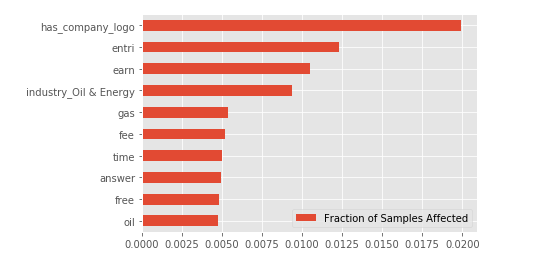 has_company_logo
entri
earn
industry_Oil & Energy
gas
fee
time
answer
free
oil
Fraction of Samples Affected
0.0000 0.0025 0.0050 0.0075 0.0100 0.0125 0.0150 0.0175 0.0200